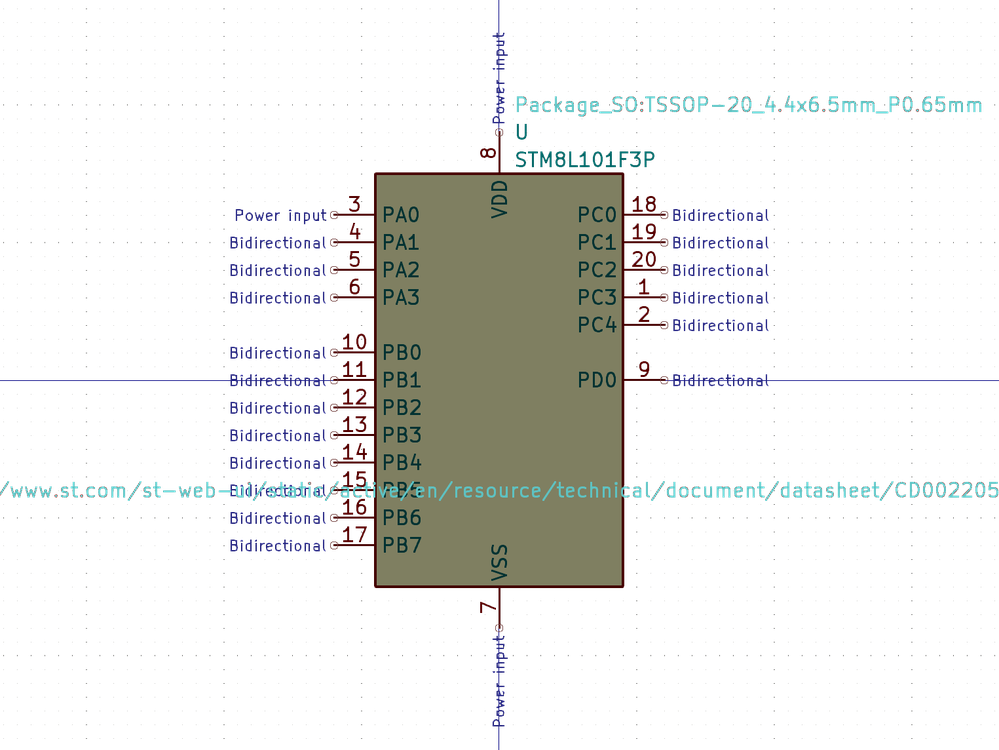 Power input
Package_SO:TSSOP-20_4.4x6.5mm_P0.65mm
U
STM8L101F3P
8
VDD
Power input 3 PA0
Bidirectional 4 PA1
Bidirectional 5 PA2
Bidirectional 6 PA3
Bidirectional 10 PB0
Bidirectional 11 PB1
Bidirectional 12 PB2
Bidirectional 13 PB3
Bidirectional 14 PB4
Bidirectional 15 PB5
Bidirectional 16 PB6
Bidirectional 17 PB7
PC0 18 Bidirectional
PC1 19 Bidirectional
PC2 20 Bidirectional
PC3 1 Bidirectional
PC4 2 Bidirectional
PD0 9 Bidirectional
/www.st.com/st-web-ui/static/active/en/resource/technical/document/datasheet/CD002205
VSS
7
Power input